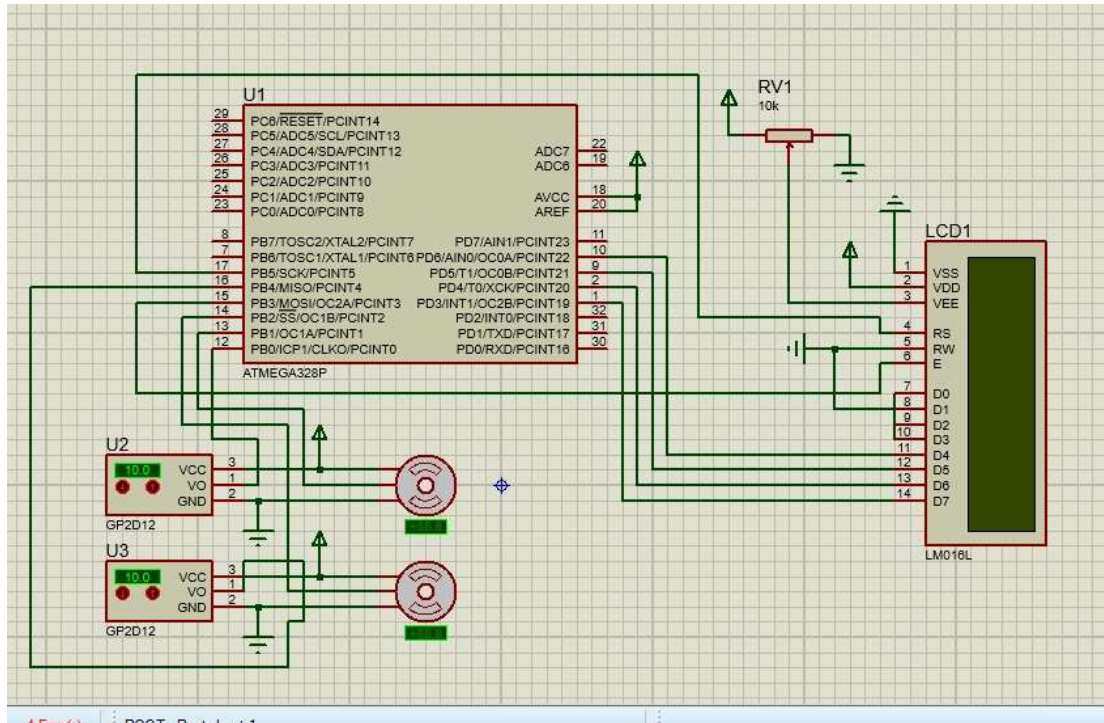 U1
29 PC6/RESET/PCINT14
28 PC5/ADC5/SCL/PCINT13
27 PC4/ADC4/SDA/PCINT12
26 PC3/ADC3/PCINT11
25 PC2/ADC2/PCINT10
24 PC1/ADC1/PCINT9
23 PC0/ADC0/PCINT8
8 PB7/TOSC2/XTAL2/PCINT7
7 PB6/TOSC1/XTAL1/PCINT6
17 PB5/SCK/PCINT5
16 PB4/MISO/PCINT4
15 PB3/MOSI/OC2A/PCINT3
14 PB2/SS/OC1B/PCINT2
13 PB1/OC1A/PCINT1
12 PB0/ICP1/CLKO/PCINT0
ADC7 22
ADC6 19
AVCC 18
AREF 20
PD7/AIN1/PCINT23 11
PD6/AIN0/OC0A/PCINT22 10
PD5/T1/OC0B/PCINT21 9
PD4/T0/XCK/PCINT20 2
PD3/INT1/OC2B/PCINT19 1
PD2/INT0/PCINT18 32
PD1/TXD/PCINT17 31
PD0/RXD/PCINT16 30
ATMEGA328P
RV1
10k
LCD1
1 VSS
2 VDD
3 VEE
4 RS
5 RW
6 E
7 D0
8 D1
9 D2
10 D3
11 D4
12 D5
13 D6
14 D7
LM016L
U2
10.0
VCC 3
VO 1
GND 2
GP2D12
U3
10.0
VCC 3
VO 1
GND 2
GP2D12